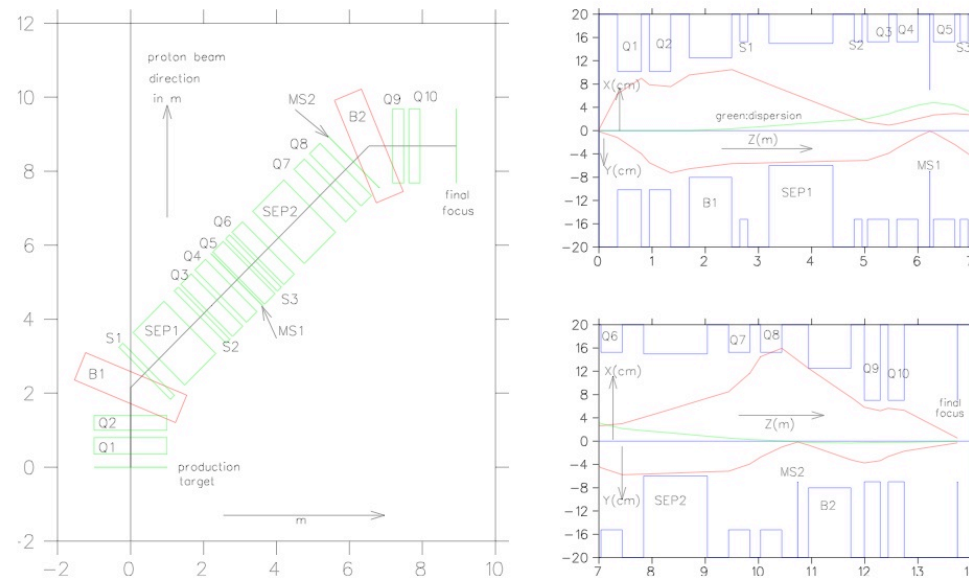 12
10
8
6
4
2
0
-2
-2
0
2
4
6
8
10
proton beam
direction
in m
MS2
B2
Q9
Q10
Q8
Q7
SEP2
final
focus
Q6
Q5
Q4
Q3
S3
MS1
SEP1
S2
S1
B1
Q2
Q1
production
target
m
20
16
12
8
4
0
-4
-8
-12
-16
-20
Q1
Q2
S1
S2
Q3
Q4
Q5
S3
X(cm)
green:dispersion
Z(m)
Y(cm)
MS1
B1
SEP1
0
1
2
3
4
5
6
7
20
16
12
8
4
0
-4
-8
-12
-16
-20
Q6
Q7
Q8
Q9
Q10
X(cm)
final
focus
Z(m)
MS2
Y(cm)
SEP2
B2
7
8
9
10
11
12
13